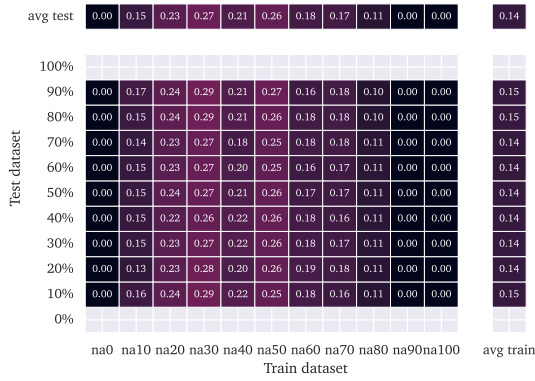 avg test 0.00 0.15 0.23 0.27 0.21 0.26 0.18 0.17 0.11 0.00 0.00 0.14
100%
90% 0.00 0.17 0.24 0.29 0.21 0.27 0.16 0.18 0.10 0.00 0.00 0.15
80% 0.00 0.15 0.24 0.29 0.21 0.26 0.18 0.18 0.10 0.00 0.00 0.15
70% 0.00 0.14 0.23 0.27 0.18 0.25 0.18 0.18 0.11 0.00 0.00 0.14
60% 0.00 0.15 0.23 0.27 0.20 0.25 0.16 0.17 0.11 0.00 0.00 0.14
50% 0.00 0.15 0.24 0.27 0.21 0.26 0.17 0.17 0.11 0.00 0.00 0.14
40% 0.00 0.15 0.22 0.26 0.22 0.26 0.18 0.16 0.11 0.00 0.00 0.14
30% 0.00 0.15 0.23 0.27 0.22 0.26 0.18 0.17 0.11 0.00 0.00 0.14
20% 0.00 0.13 0.23 0.28 0.20 0.26 0.19 0.18 0.11 0.00 0.00 0.14
10% 0.00 0.16 0.24 0.29 0.22 0.25 0.18 0.16 0.11 0.00 0.00 0.15
0%
Test dataset
na0 na10 na20 na30 na40 na50 na60 na70 na80 na90 na100 avg train
Train dataset